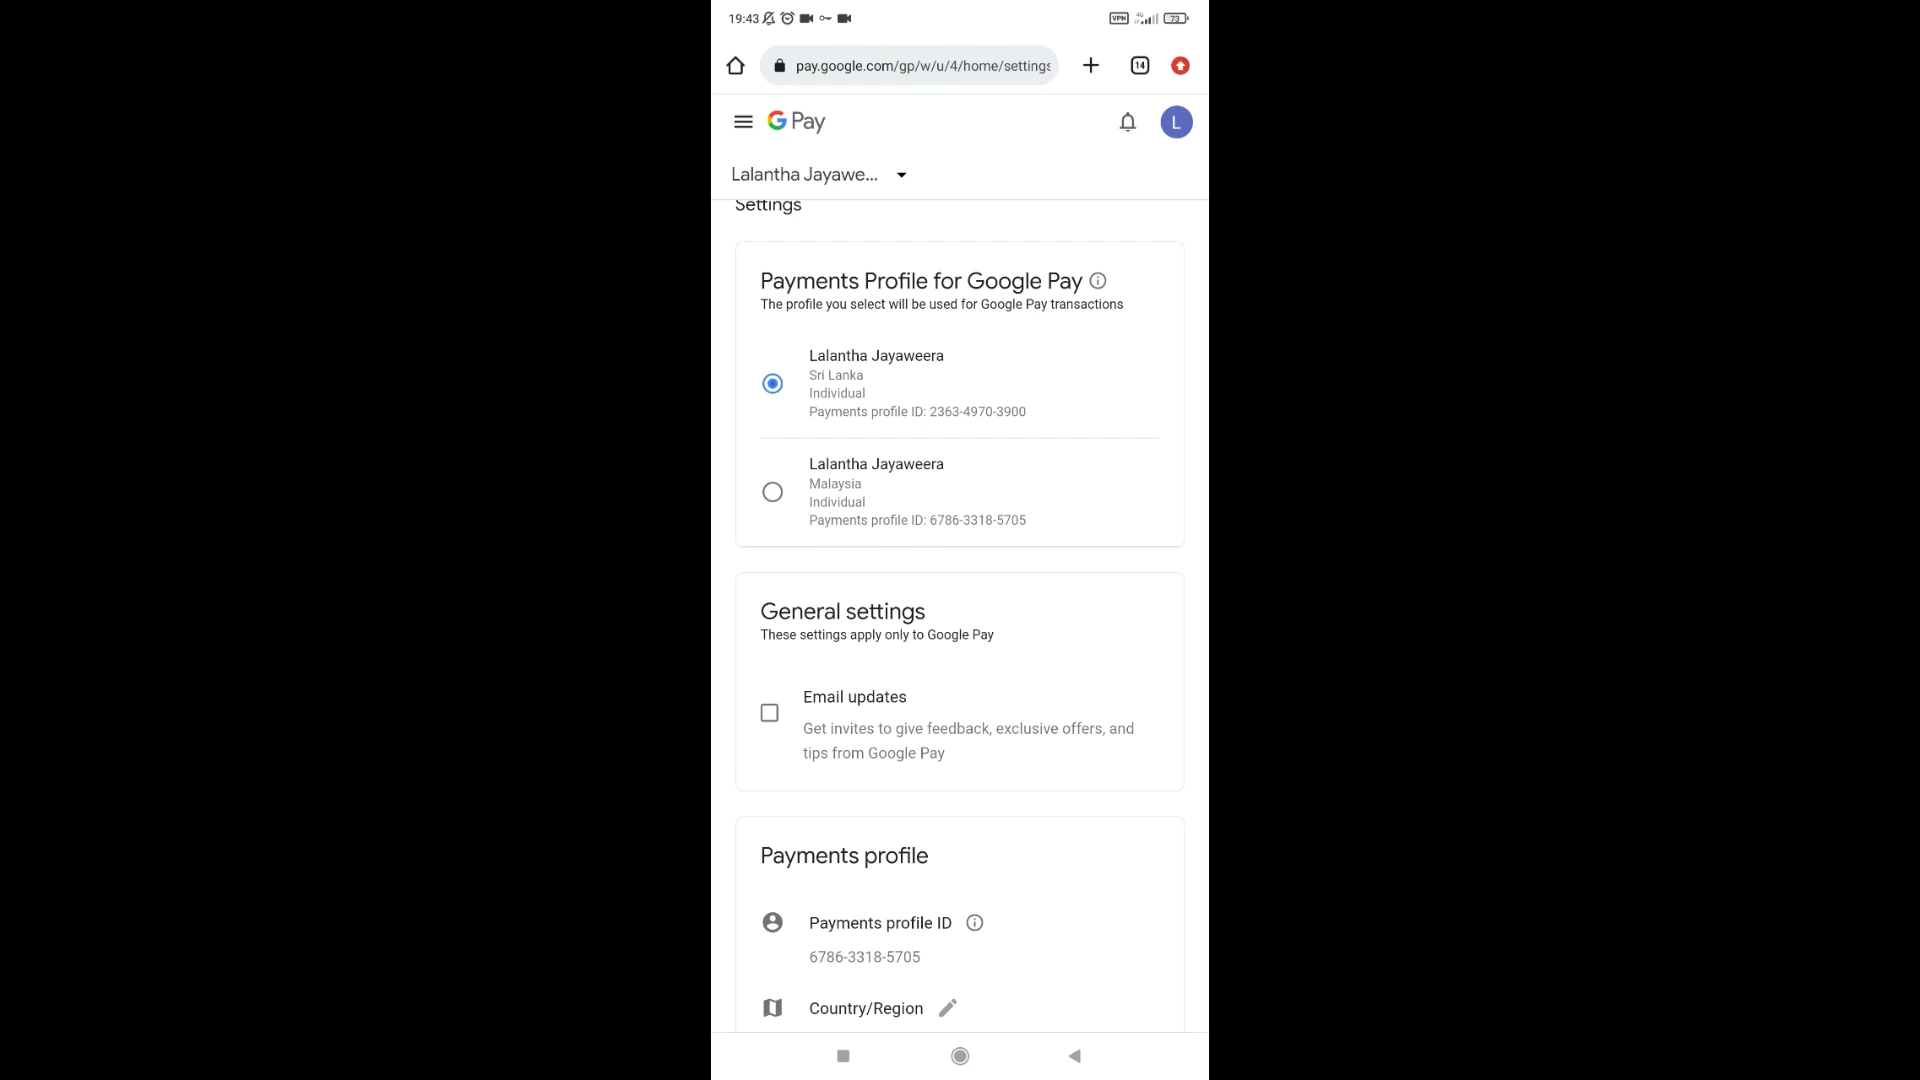 19:43 VPN 4G 73
pay.google.com/gp/w/u/4/home/settings 14
G Pay L
Lalantha Jayawe...
Settings
Payments Profile for Google Pay
The profile you select will be used for Google Pay transactions
Lalantha Jayaweera
Sri Lanka
Individual
Payments profile ID: 2363-4970-3900
Lalantha Jayaweera
Malaysia
Individual
Payments profile ID: 6786-3318-5705
General settings
These settings apply only to Google Pay
Email updates
Get invites to give feedback, exclusive offers, and
tips from Google Pay
Payments profile
Payments profile ID
6786-3318-5705
Country/Region